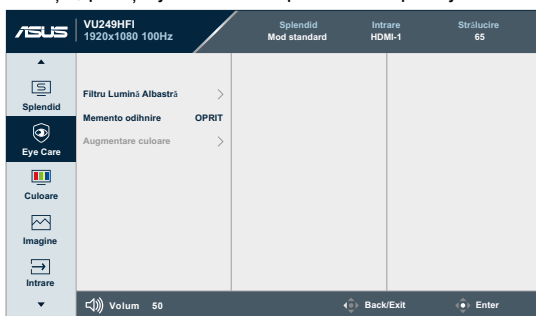 ASUS
VU249HFI
1920x1080 100Hz
Splendid
Mod standard
Intrare
HDMI-1
Strălucire
65
Splendid
Eye Care
Culoare
Imagine
Intrare
Filtru Lumină Albastră
Memento odihnire OPRIT
Augmentare culoare
Volum 50
Back/Exit
Enter